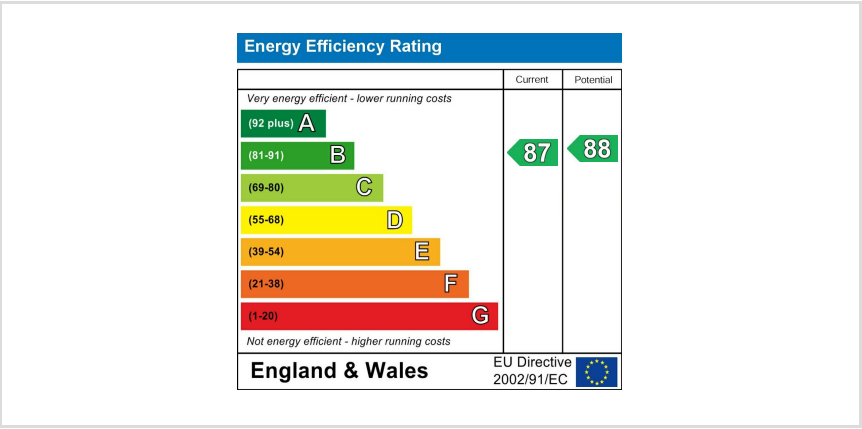 Energy Efficiency Rating
Current Potential
Very energy efficient - lower running costs
(92 plus) A
(81-91) B
87 88
(69-80) C
(55-68) D
(39-54) E
(21-38) F
(1-20) G
Not energy efficient - higher running costs
England & Wales
EU Directive
2002/91/EC